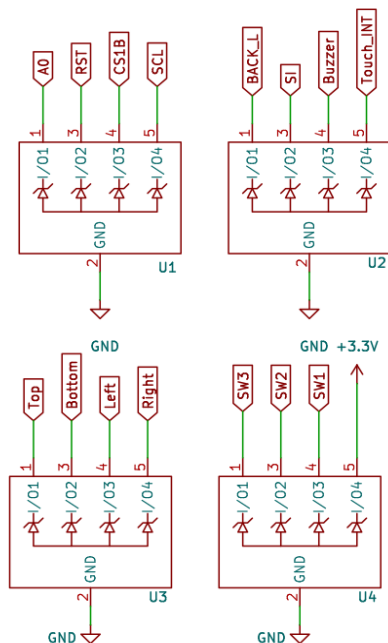 A0 RST CS1B SCL
1 3 4 5
I/O1 I/O2 I/O3 I/O4
GND
2
U1
GND
BACK_L SI Buzzer Touch_INT
1 3 4 5
I/O1 I/O2 I/O3 I/O4
GND
2
U2
GND
Top Bottom Left Right
1 3 4 5
I/O1 I/O2 I/O3 I/O4
GND
2
U3
GND
SW3 SW2 SW1 +3.3V
1 3 4 5
I/O1 I/O2 I/O3 I/O4
GND
2
U4
GND